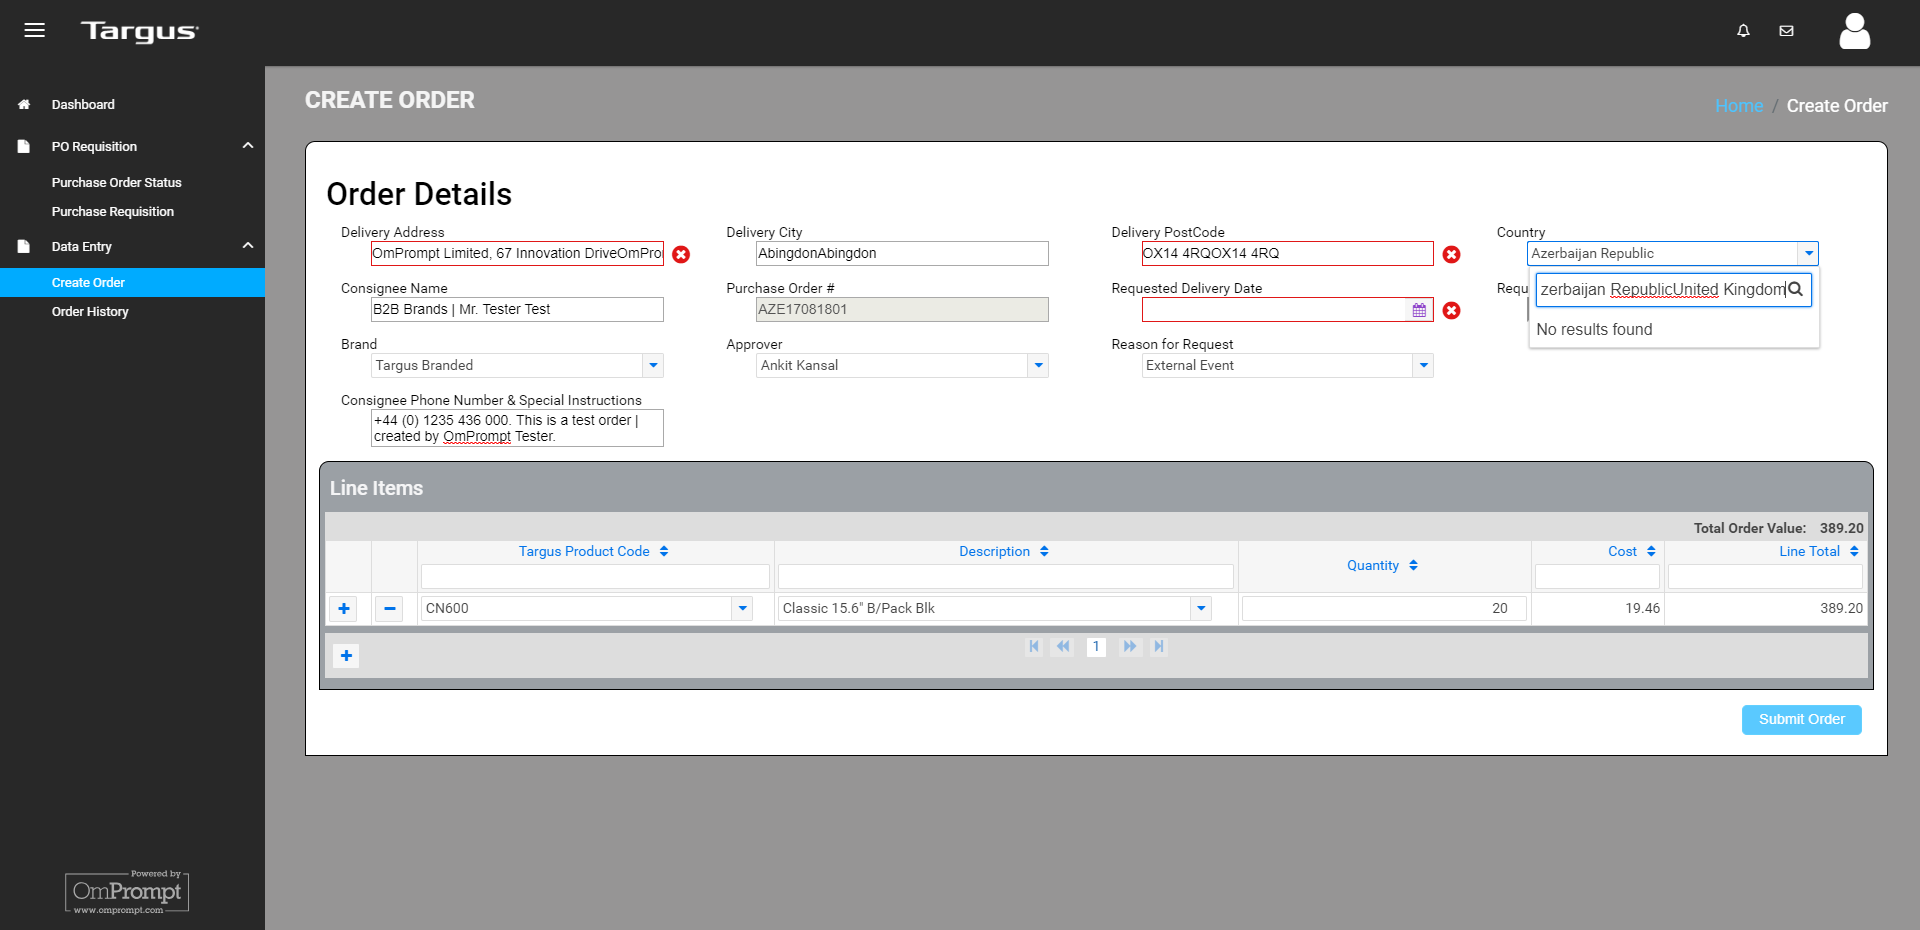 Targus
Dashboard
PO Requisition
Purchase Order Status
Purchase Requisition
Data Entry
Create Order
Order History
Powered by
OmPrompt
www.omprompt.com
CREATE ORDER
Home / Create Order
Order Details
Delivery Address
OmPrompt Limited, 67 Innovation DriveOmPro
Delivery City
AbingdonAbingdon
Delivery PostCode
OX14 4RQOX14 4RQ
Country
Azerbaijan Republic
zerbaijan RepublicUnited Kingdom
No results found
Consignee Name
B2B Brands | Mr. Tester Test
Purchase Order #
AZE17081801
Requested Delivery Date
Requ
Brand
Targus Branded
Approver
Ankit Kansal
Reason for Request
External Event
Consignee Phone Number & Special Instructions
+44 (0) 1235 436 000. This is a test order |
created by OmPrompt Tester.
Line Items
Total Order Value: 389.20
Targus Product Code
Description
Quantity
Cost
Line Total
CN600
Classic 15.6" B/Pack Blk
20
19.46
389.20
1
Submit Order